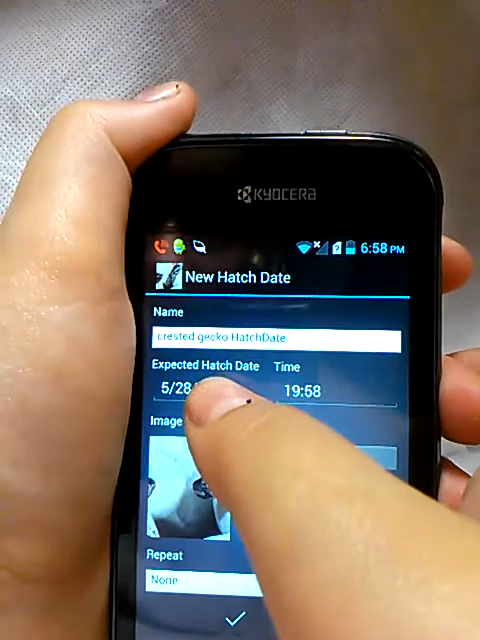 KYOCERA
6:58 PM
New Hatch Date
Name
crested gecko HatchDate
Expected Hatch Date Time
5/28 19:58
Image
Repeat
None